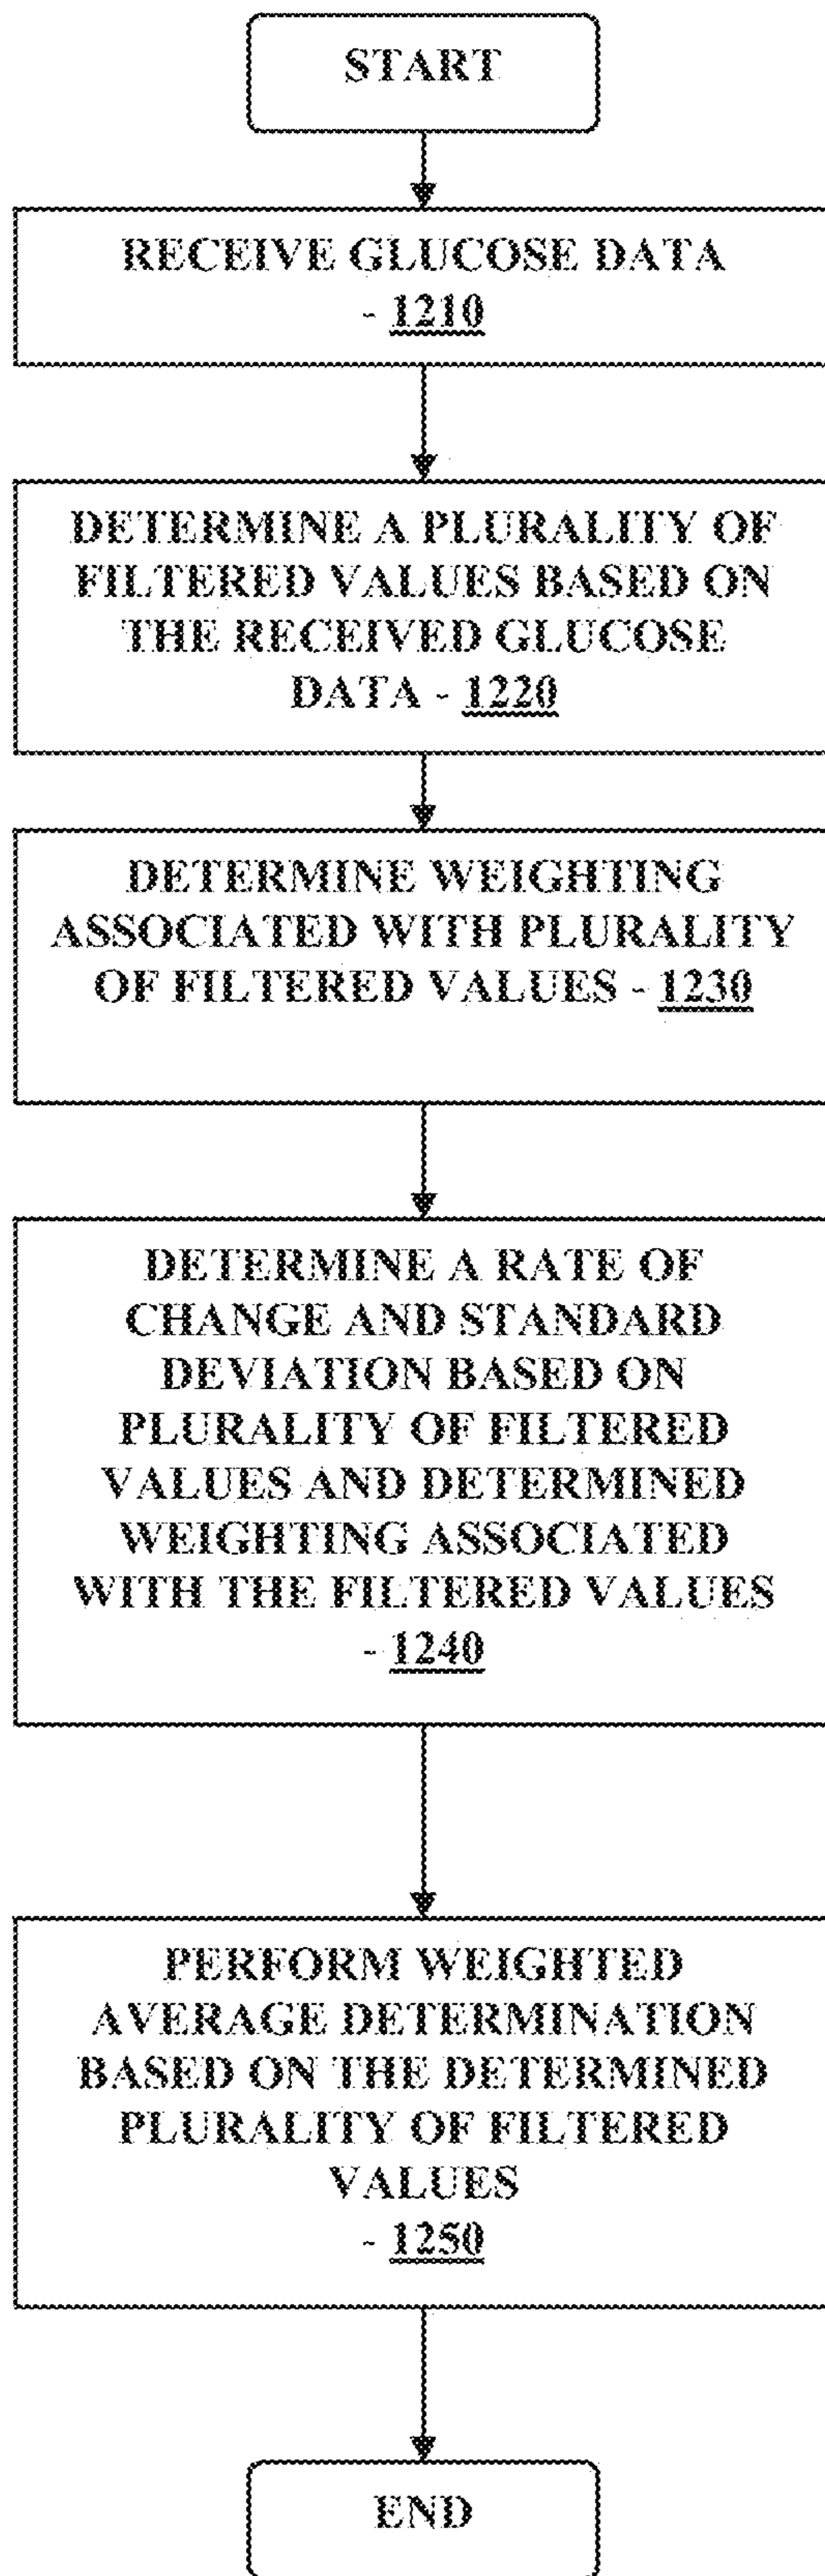 START
RECEIVE GLUCOSE DATA
- 1210
DETERMINE A PLURALITY OF
FILTERED VALUES BASED ON
THE RECEIVED GLUCOSE
DATA - 1220
DETERMINE WEIGHTING
ASSOCIATED WITH PLURALITY
OF FILTERED VALUES - 1230
DETERMINE A RATE OF
CHANGE AND STANDARD
DEVIATION BASED ON
PLURALITY OF FILTERED
VALUES AND DETERMINED
WEIGHTING ASSOCIATED
WITH THE FILTERED VALUES
- 1240
PERFORM WEIGHTED
AVERAGE DETERMINATION
BASED ON THE DETERMINED
PLURALITY OF FILTERED
VALUES
- 1250
END